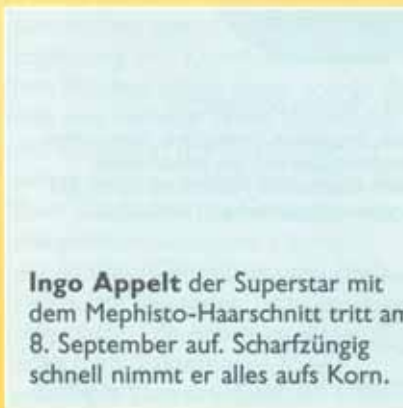 Ingo Appelt der Superstar mit
dem Mephisto-Haarschnitt tritt am
8. September auf. Scharfzüngig
schnell nimmt er alles aufs Korn.